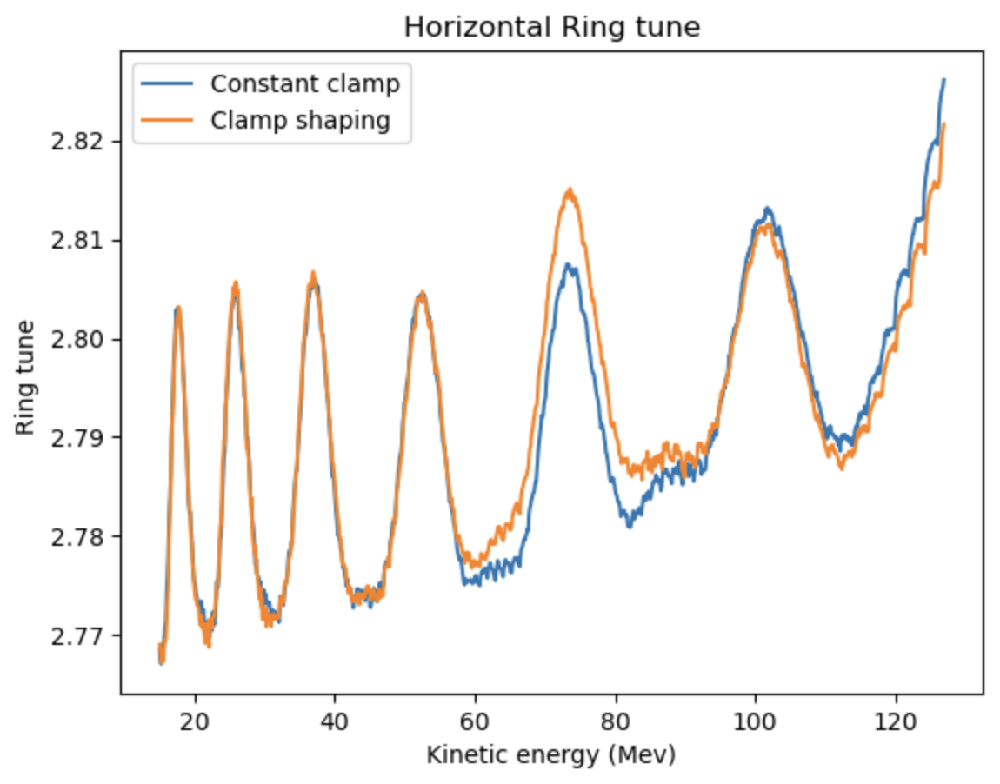 Horizontal Ring tune
Constant clamp
Clamp shaping
2.82
2.81
2.80
2.79
2.78
2.77
Ring tune
20 40 60 80 100 120
Kinetic energy (Mev)